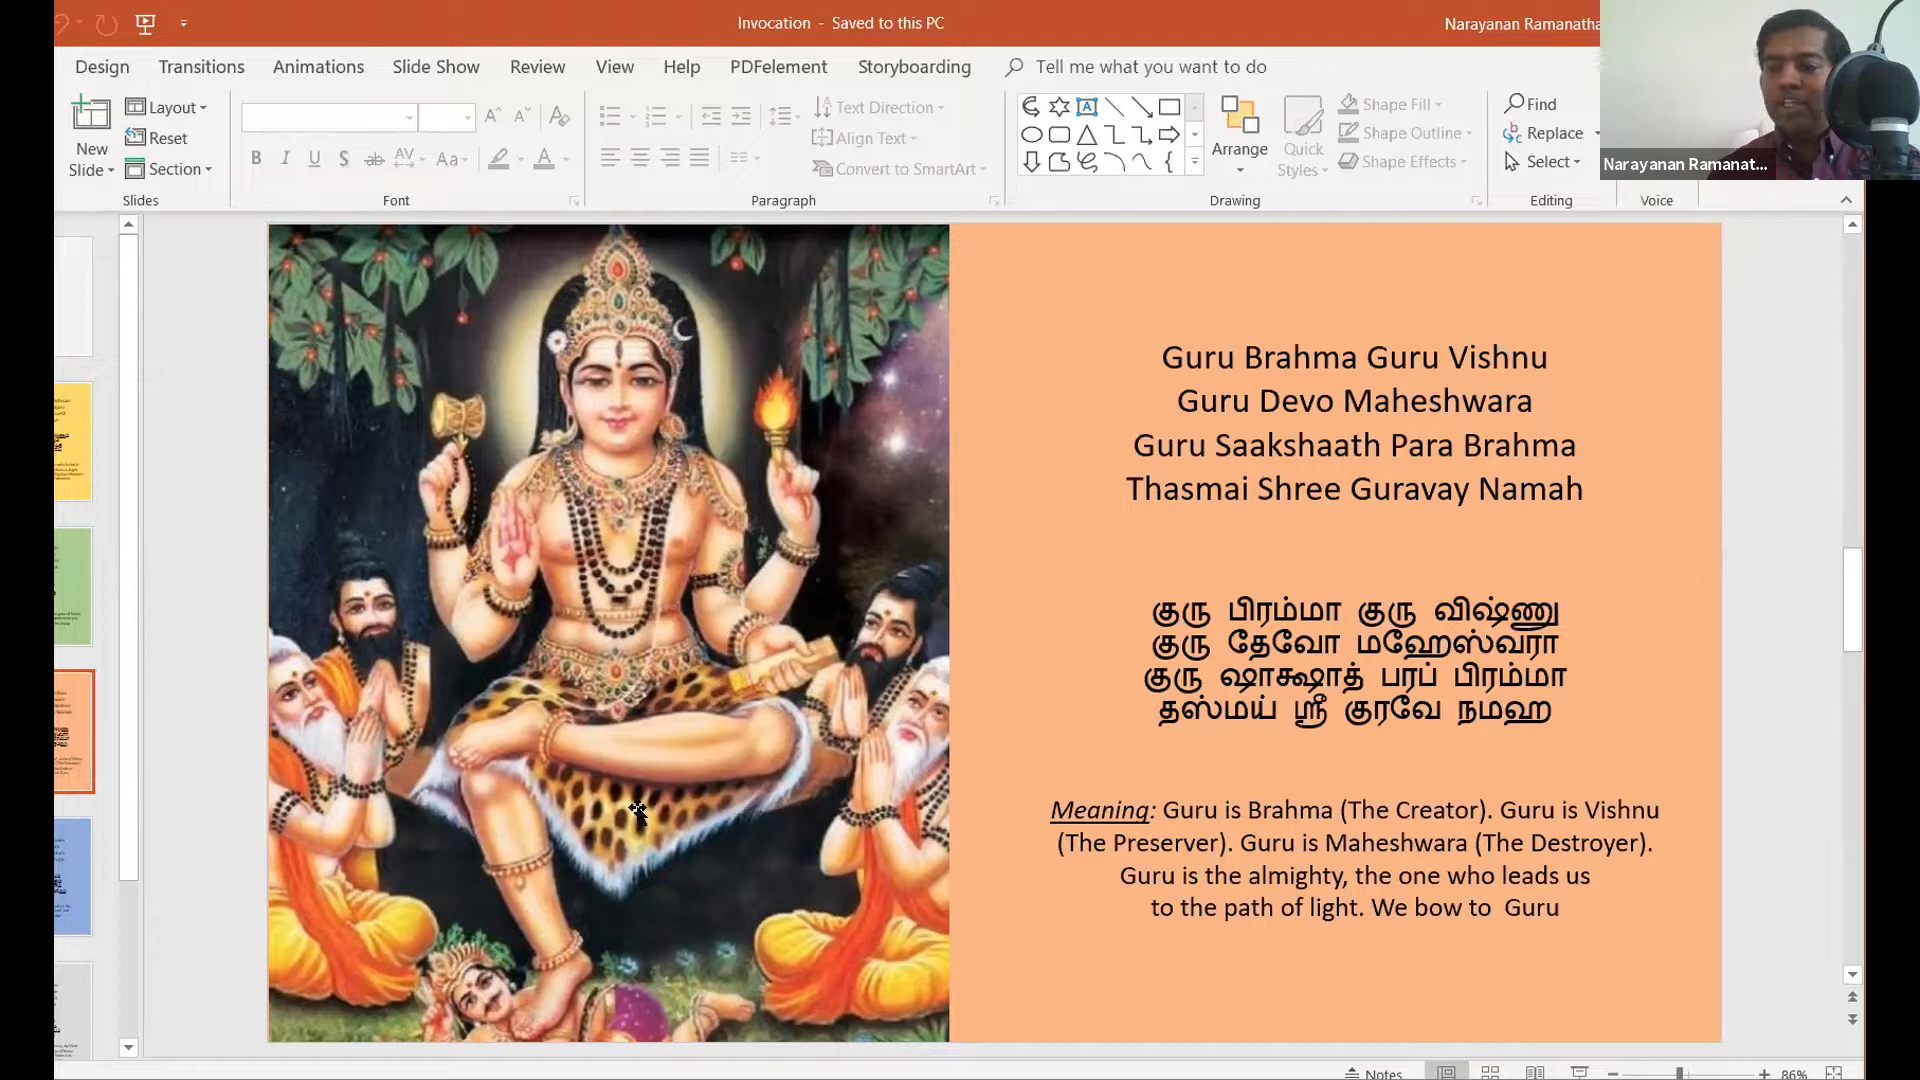 Invocation - Saved to this PC
Narayanan Ramanatha
Design Transitions Animations Slide Show Review View Help PDFelement Storyboarding Tell me what you want to do
New Slide
Layout
Reset
Section
Slides
Font
Text Direction
Align Text
Convert to SmartArt
Paragraph
Arrange
Quick Styles
Shape Fill
Shape Outline
Shape Effects
Drawing
Find
Replace
Select
Editing
Voice
Narayanan Ramanat...
Guru Brahma Guru Vishnu
Guru Devo Maheshwara
Guru Saakshaath Para Brahma
Thasmai Shree Guravay Namah
குரு பிரம்மா குரு விஷ்ணு
குரு தேவோ மஹேஸ்வரா
குரு ஷாக்ஷாத் பரப் பிரம்மா
தஸ்மய் ஸ்ரீ குரவே நமஹ
Meaning: Guru is Brahma (The Creator). Guru is Vishnu
(The Preserver). Guru is Maheshwara (The Destroyer).
Guru is the almighty, the one who leads us
to the path of light. We bow to Guru
Notes
86%